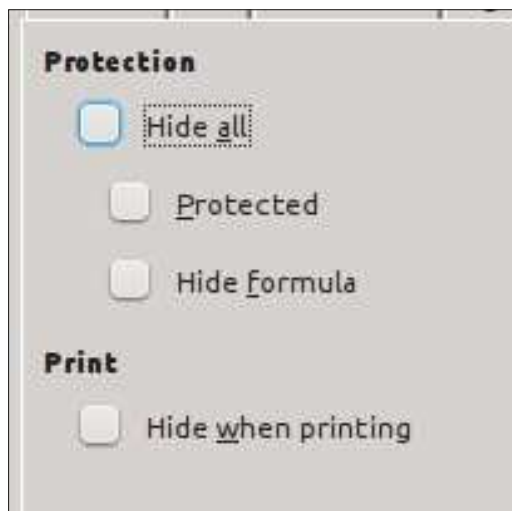 Protection
Hide all
Protected
Hide formula
Print
Hide when printing